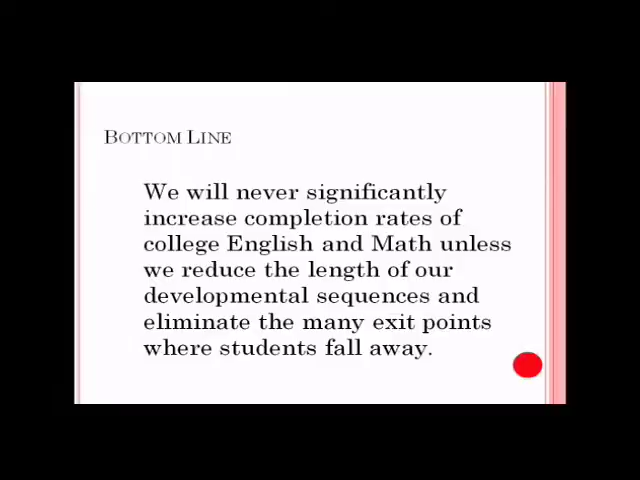 BOTTOM LINE
We will never significantly
increase completion rates of
college English and Math unless
we reduce the length of our
developmental sequences and
eliminate the many exit points
where students fall away.